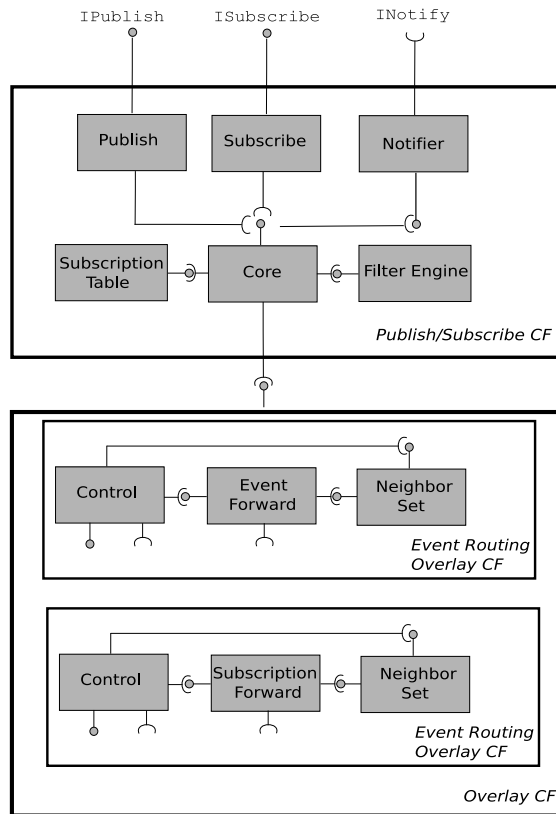 IPublish
ISubscribe
INotify
Publish
Subscribe
Notifier
Subscription
Table
Core
Filter Engine
Publish/Subscribe CF
Control
Event
Forward
Neighbor
Set
Event Routing
Overlay CF
Control
Subscription
Forward
Neighbor
Set
Event Routing
Overlay CF
Overlay CF